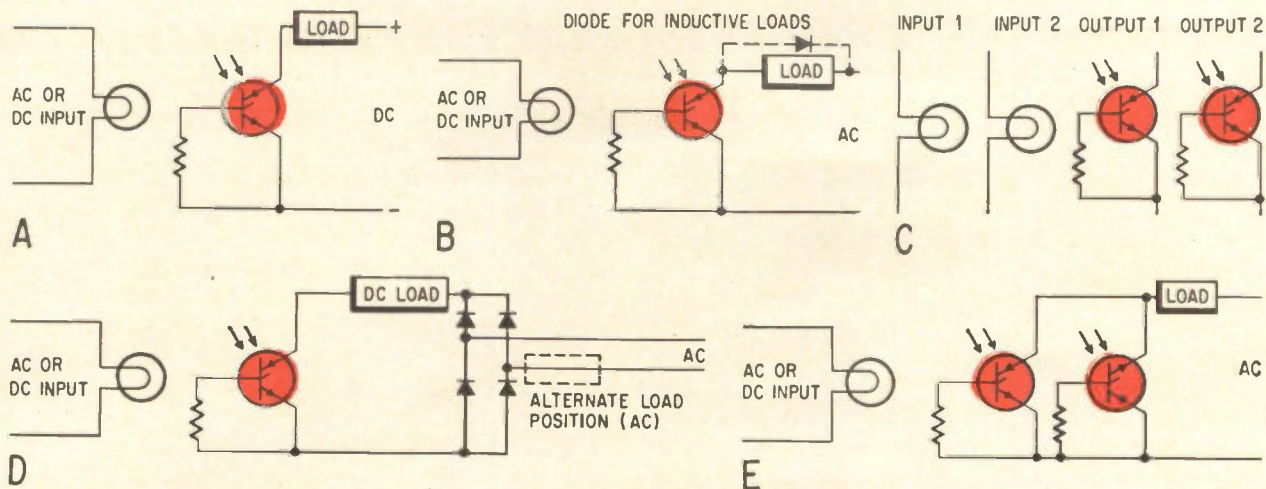 LOAD
+
AC OR
DC INPUT
DC
-
A
DIODE FOR INDUCTIVE LOADS
LOAD
AC OR
DC INPUT
AC
B
INPUT 1 INPUT 2 OUTPUT 1 OUTPUT 2
C
DC LOAD
AC OR
DC INPUT
AC
ALTERNATE LOAD
POSITION (AC)
D
LOAD
AC OR
DC INPUT
AC
E